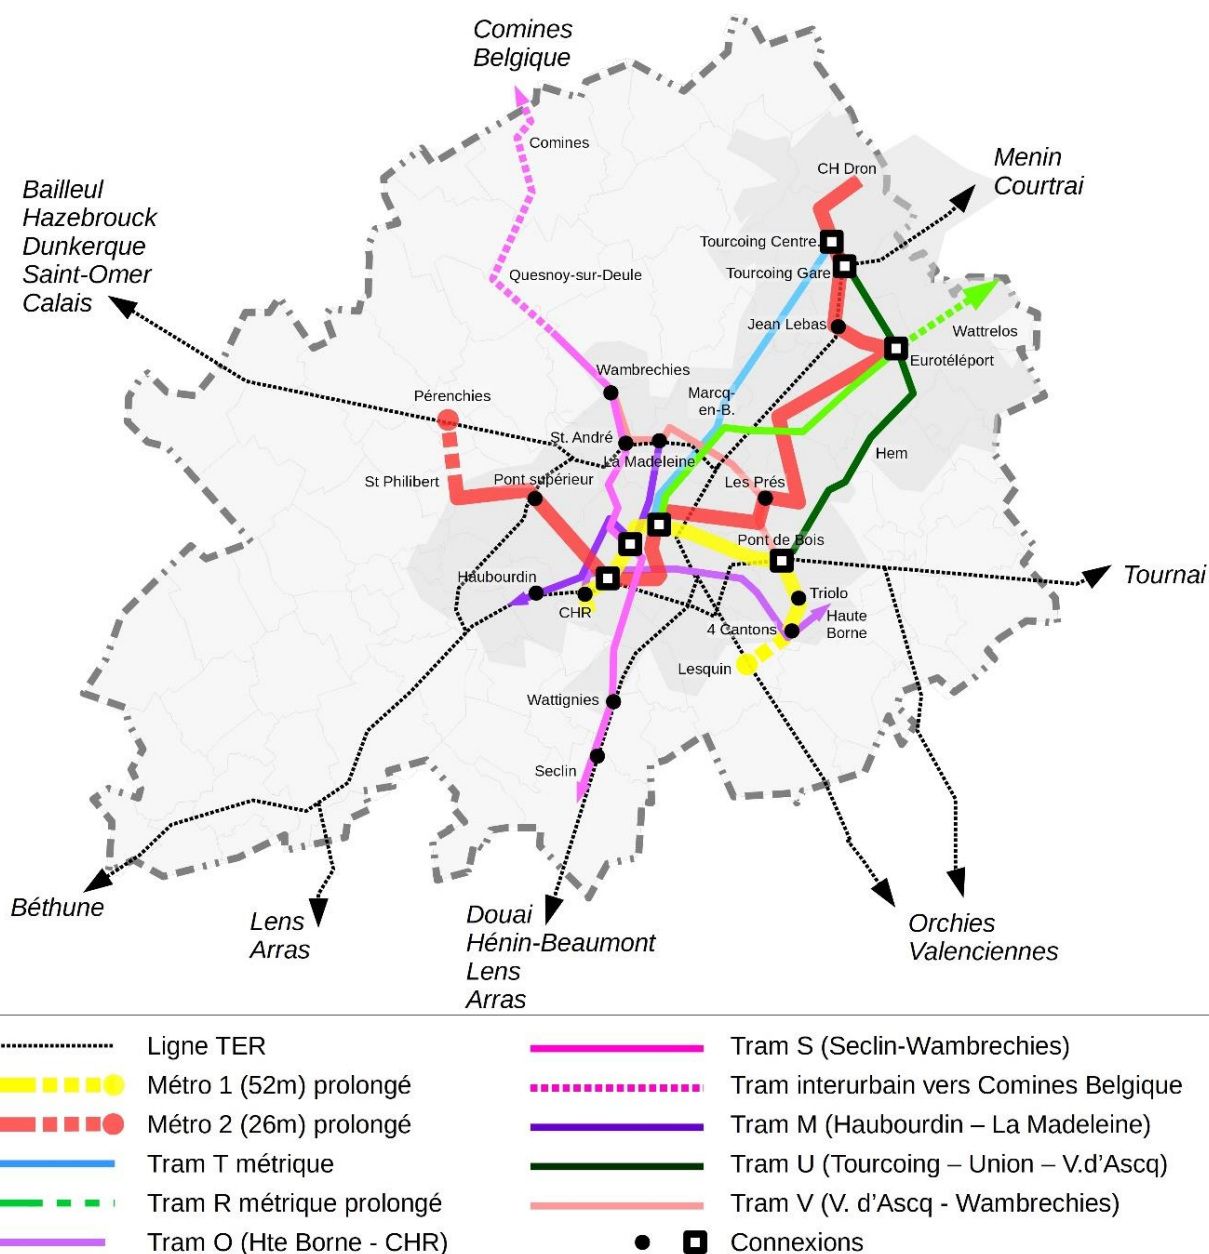 Comines
Belgique
Comines
CH Dron
Menin
Courtrai
Bailleul
Hazebrouck
Dunkerque
Saint-Omer
Calais
Tourcoing Centre.
Tourcoing Gare
Quesnoy-sur-Deule
Jean Lebas
Wattrelos
Eurotéléport
Wambrechies
Pérenchies
Marcq-
en-B.
St. André
La Madeleine
Hem
St Philibert
Pont supérieur
Les Prés
Pont de Bois
Haubourdin
Tournai
CHR
Triolo
Haute
Borne
4 Cantons
Lesquin
Wattignies
Seclin
Béthune
Lens
Arras
Douai
Hénin-Beaumont
Lens
Arras
Orchies
Valenciennes
Ligne TER
Métro 1 (52m) prolongé
Métro 2 (26m) prolongé
Tram T métrique
Tram R métrique prolongé
Tram O (Hte Borne - CHR)
Tram S (Seclin-Wambrechies)
Tram interurbain vers Comines Belgique
Tram M (Haubourdin – La Madeleine)
Tram U (Tourcoing – Union – V.d'Ascq)
Tram V (V. d'Ascq - Wambrechies)
Connexions